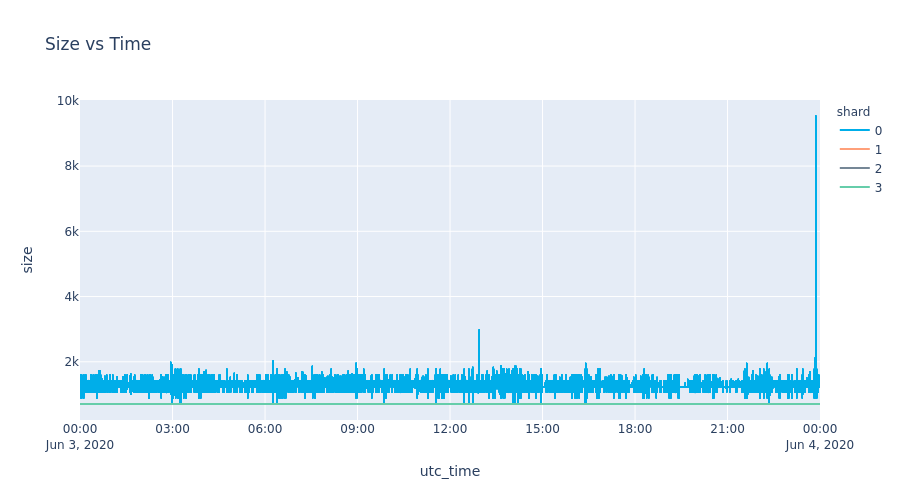 Size vs Time
10k
8k
6k
4k
2k
size
00:00
Jun 3, 2020
03:00
06:00
09:00
12:00
15:00
18:00
21:00
00:00
Jun 4, 2020
utc_time
shard
0
1
2
3